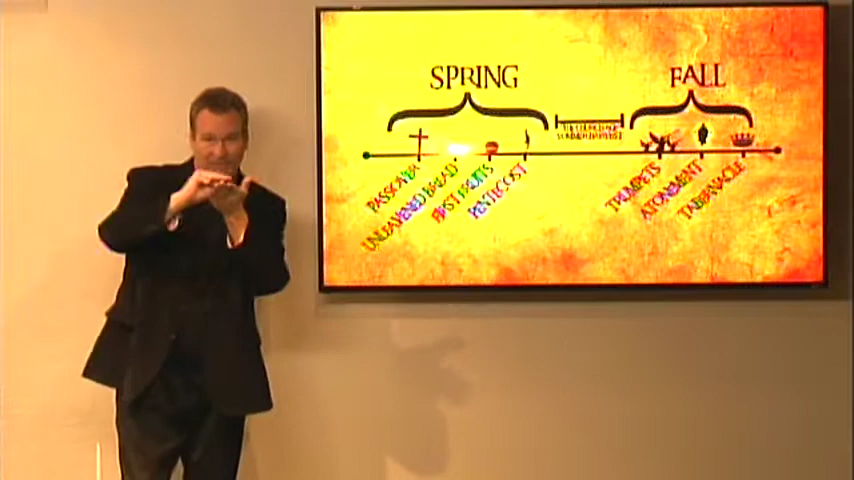 SPRING
FALL
PASSOVER
UNLEAVENED BREAD
FIRST FRUITS
PENTECOST
TRUMPETS
ATONEMENT
TABERNACLE